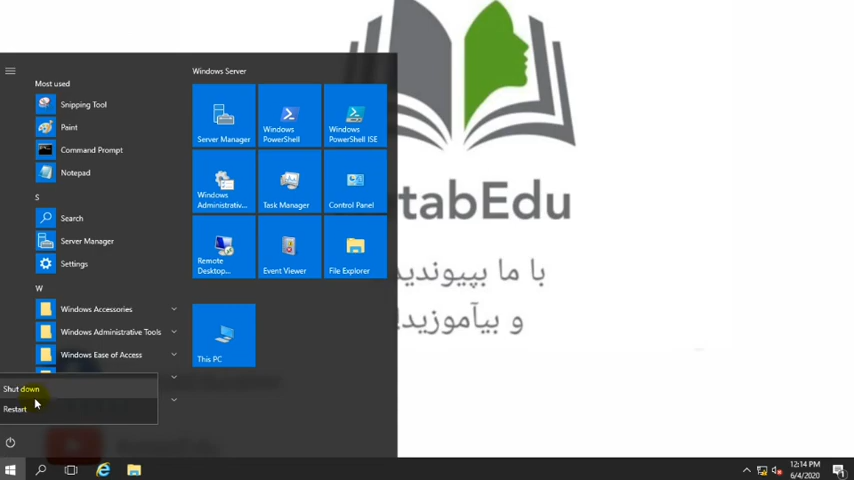 Windows Server
Most used
Snipping Tool
Paint
Command Prompt
Notepad
S
Search
Server Manager
Settings
W
Windows Accessories
Windows Administrative Tools
Windows Ease of Access
Shut down
Restart
Server Manager
Windows PowerShell
Windows PowerShell ISE
Windows Administrativ...
Task Manager
Control Panel
Remote Desktop...
Event Viewer
File Explorer
This PC
tabEdu
با ما بپیوندید
و بیآموزید!
12:14 PM
6/4/2020
1